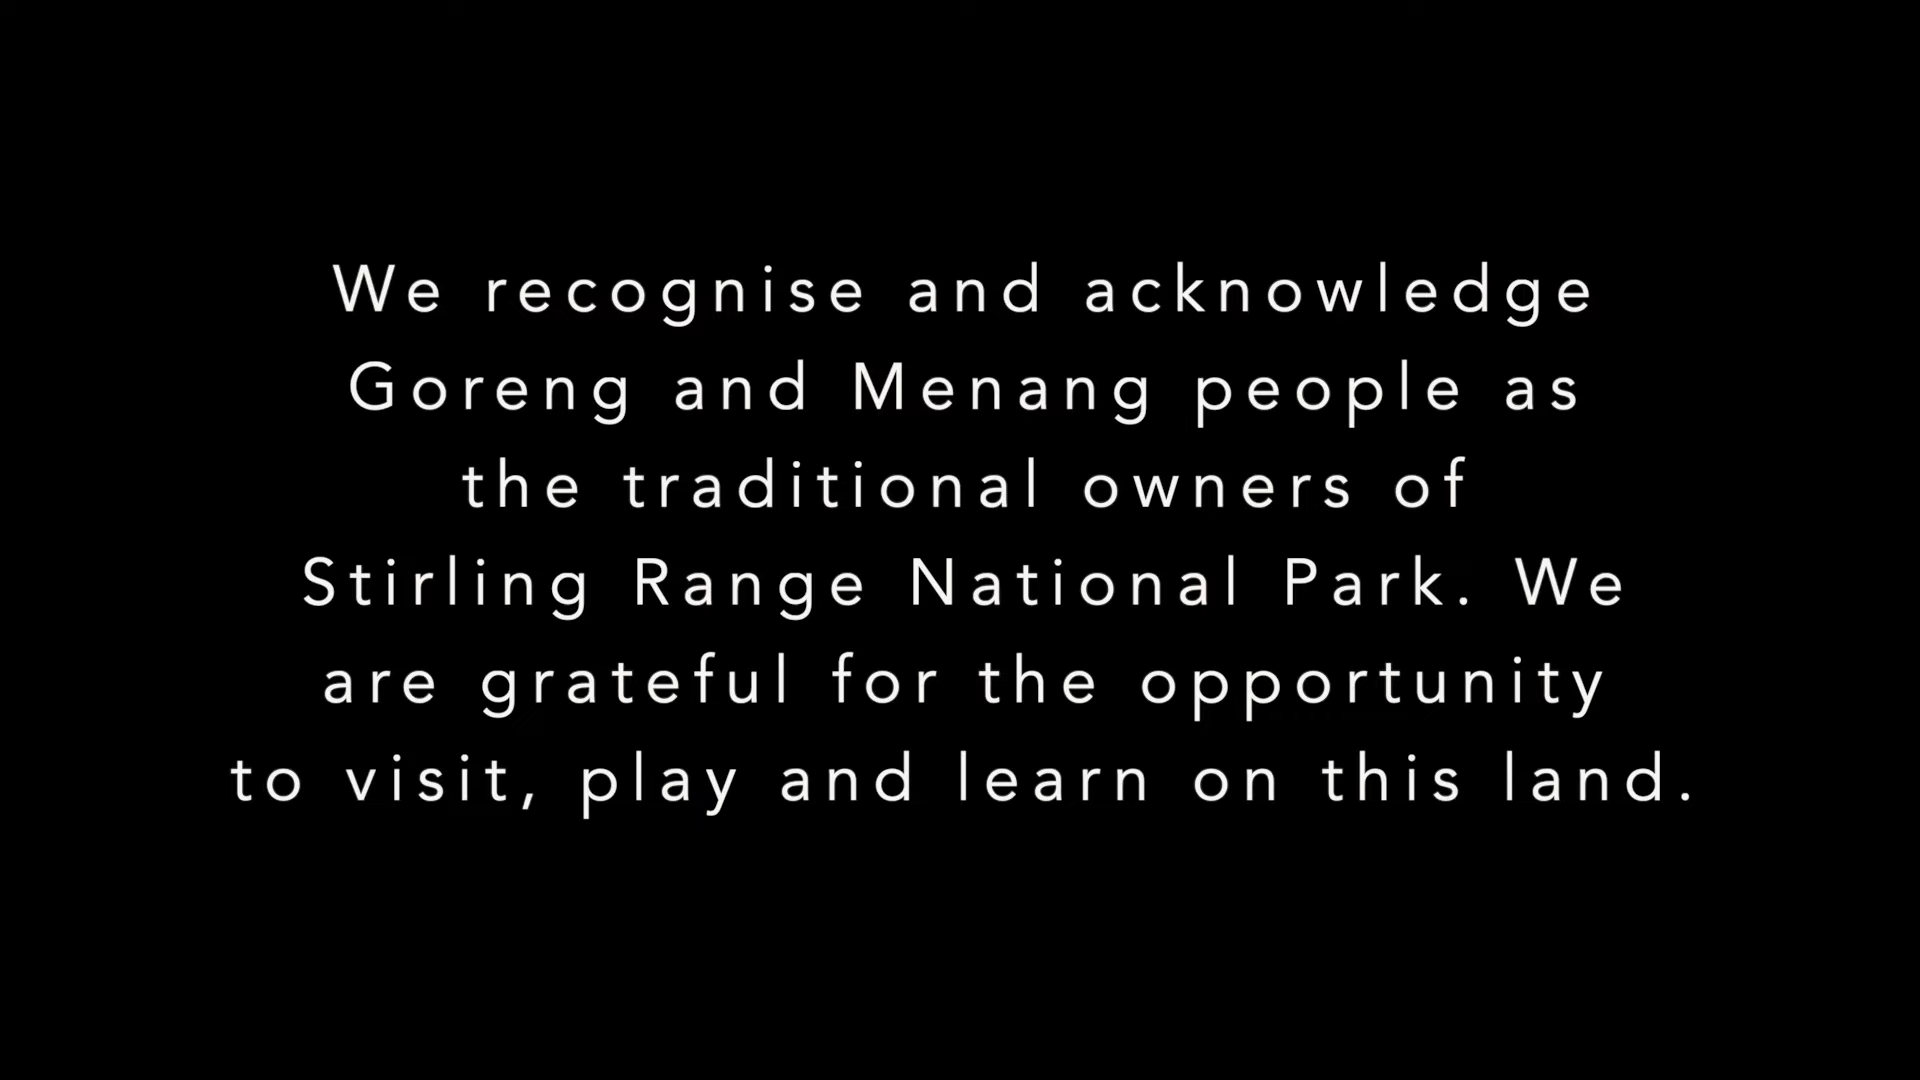 We recognise and acknowledge
Goreng and Menang people as
the traditional owners of
Stirling Range National Park. We
are grateful for the opportunity
to visit, play and learn on this land.